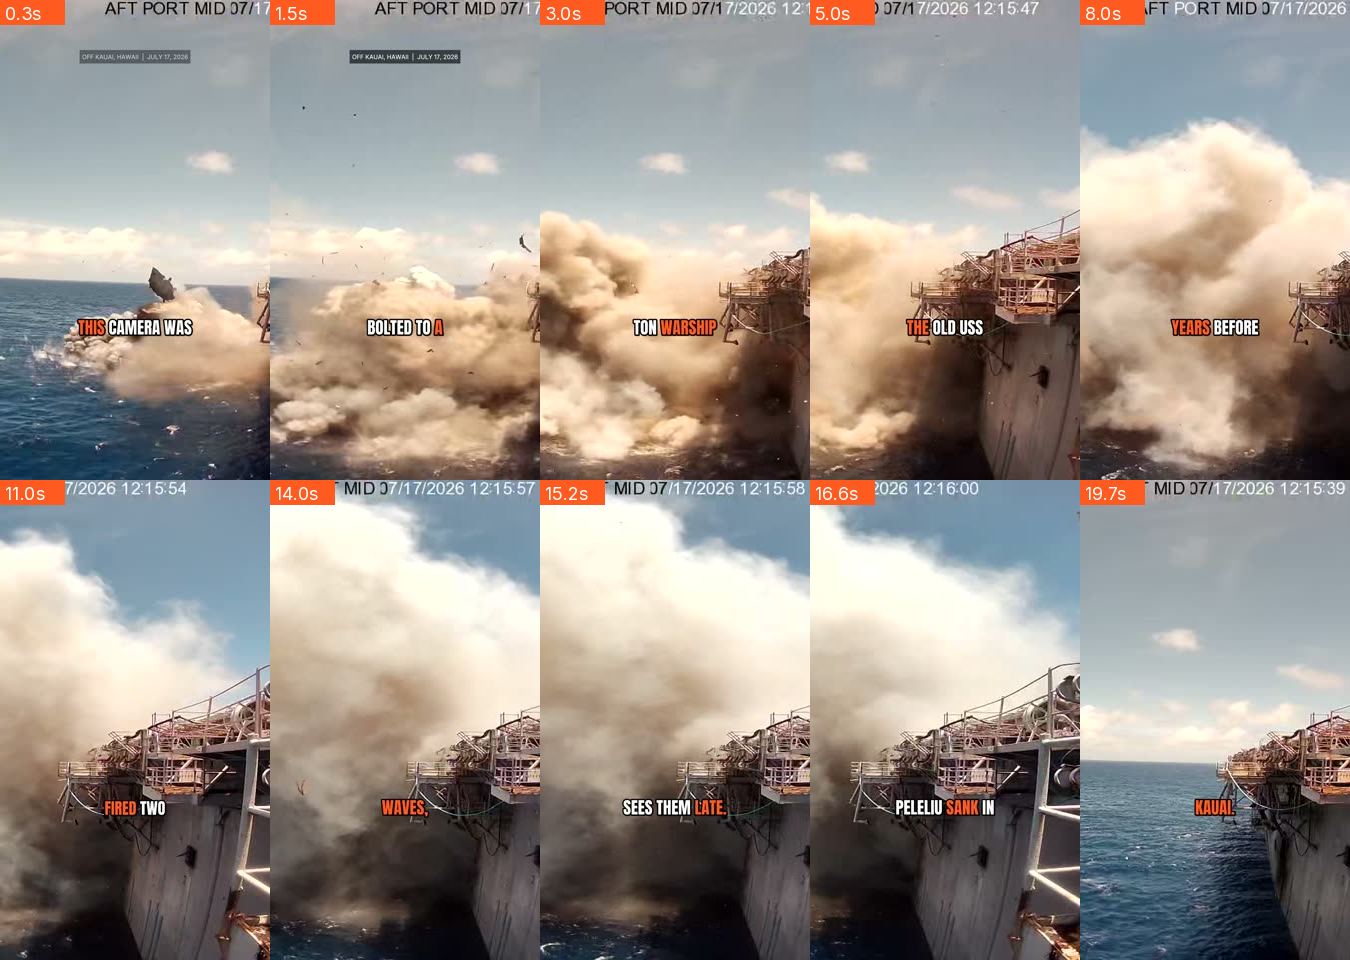 0.3s
AFT PORT MID 07/17
OFF KAUAI, HAWAII | JULY 17, 2026
THIS CAMERA WAS
1.5s
AFT PORT MID 07/17
OFF KAUAI, HAWAII | JULY 17, 2026
BOLTED TO A
3.0s
PORT MID 07/17/2026 12:1
TON WARSHIP
5.0s
07/17/2026 12:15:47
THE OLD USS
8.0s
AFT PORT MID 07/17/2026
YEARS BEFORE
11.0s
7/2026 12:15:54
FIRED TWO
14.0s
MID 07/17/2026 12:15:57
WAVES,
15.2s
MID 07/17/2026 12:15:58
SEES THEM LATE.
16.6s
2026 12:16:00
PELELIU SANK IN
19.7s
MID 07/17/2026 12:15:39
KAUAI.